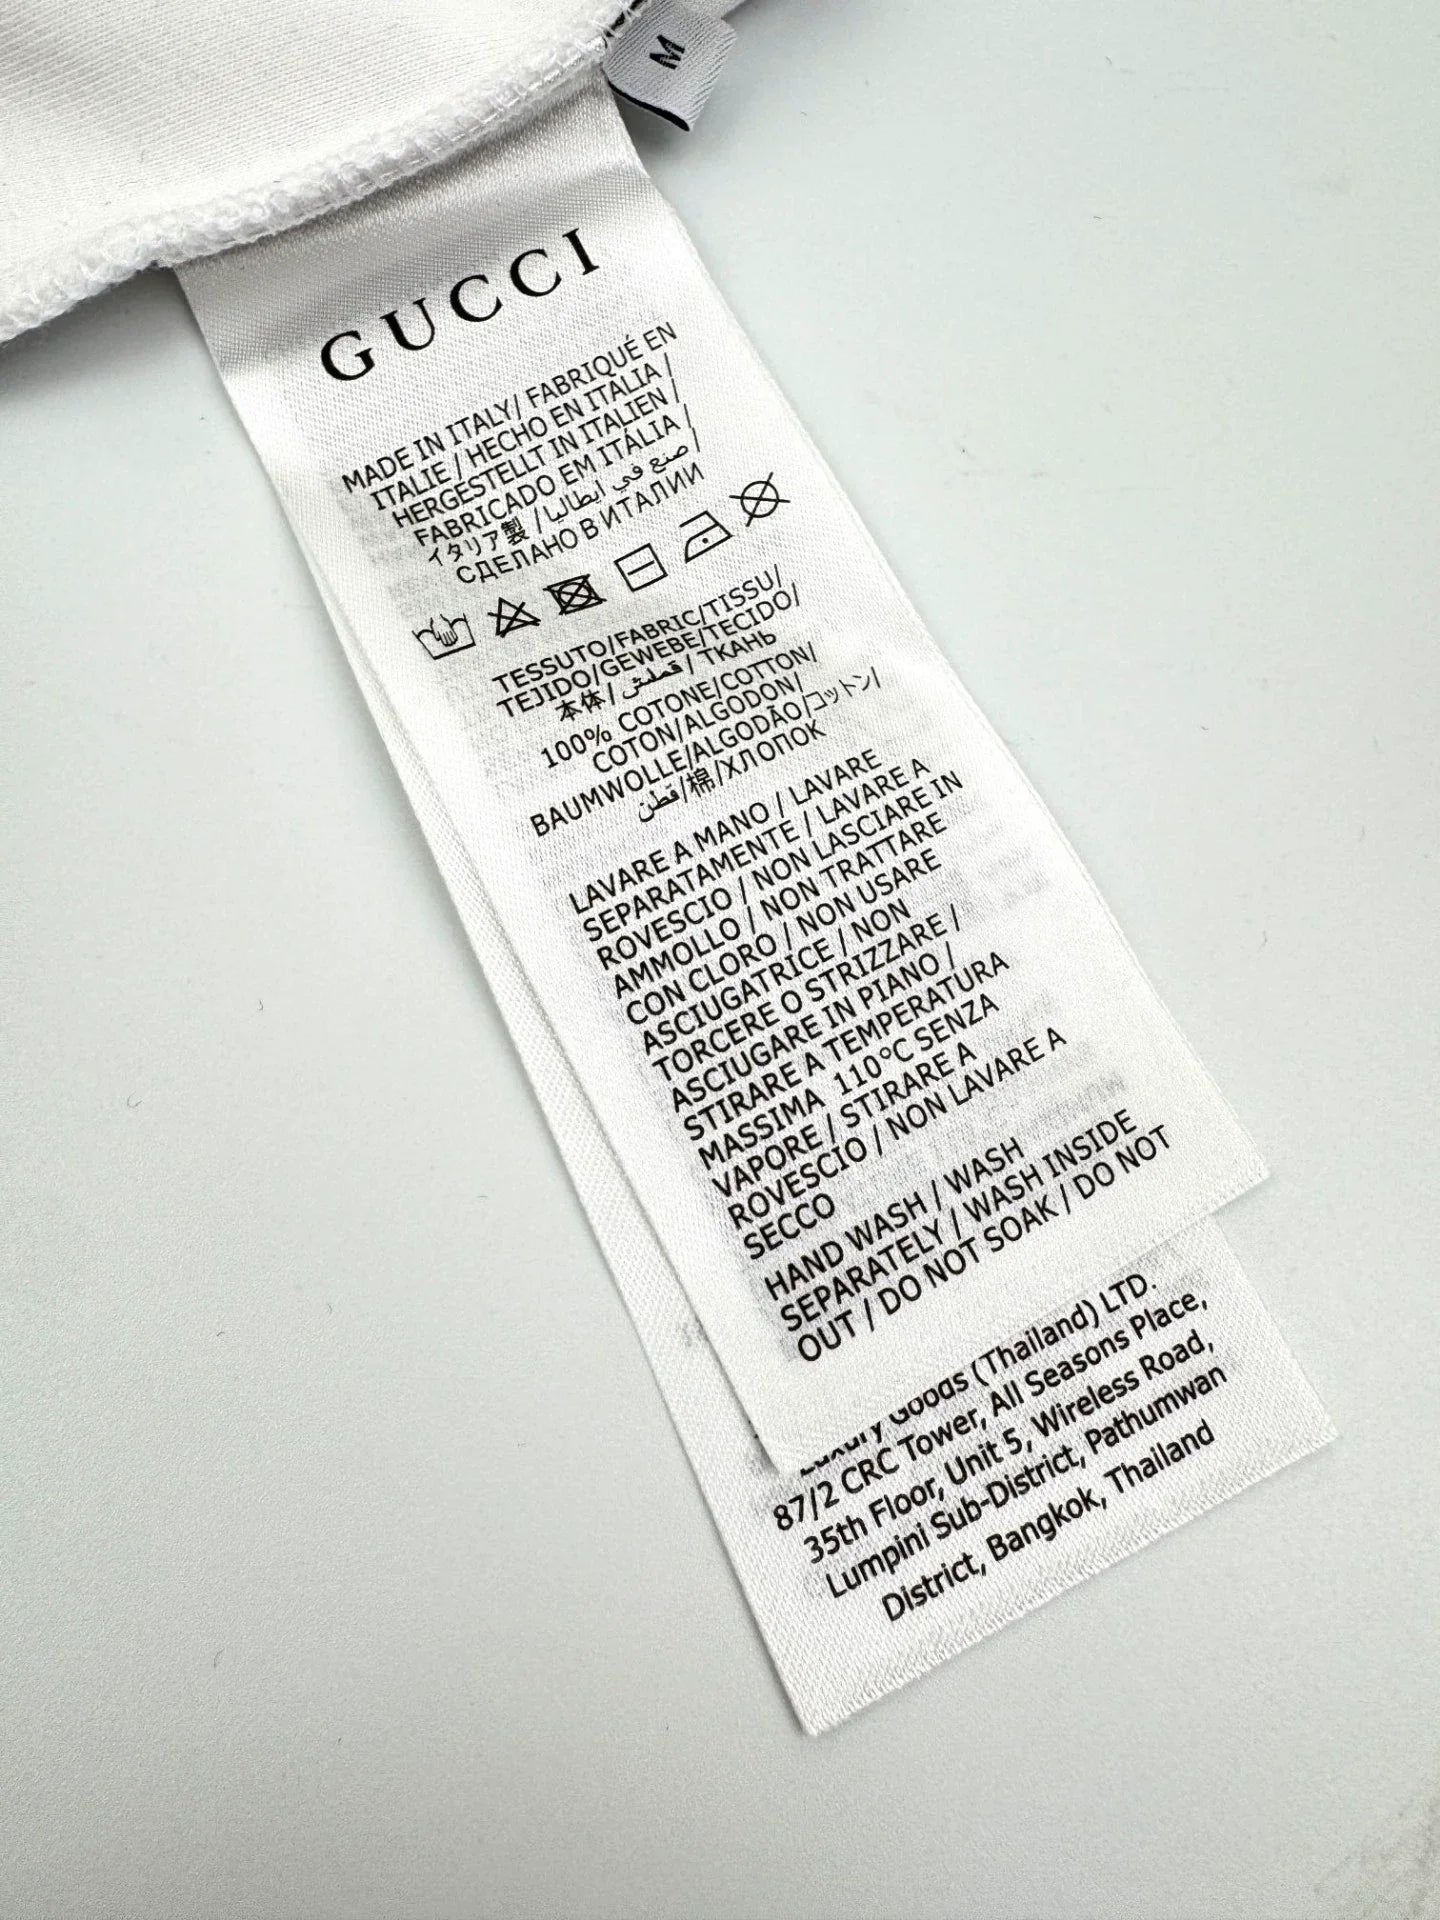 M
GUCCI
MADE IN ITALY/ FABRIQUÉ EN
ITALIE / HECHO EN ITALIA /
HERGESTELLT IN ITALIEN /
FABRICADO EM ITÁLIA /
イタリア製 / صنع في ايطاليا /
СДЕЛАНО В ИТАЛИИ
TESSUTO/FABRIC/TISSU/
TEJIDO/GEWEBE/TECIDO/
本体/ قملش / ТКАНЬ
100% COTONE/COTTON/
COTON/ALGODON/
BAUMWOLLE/ALGODÃO/コットン/
قطن/棉/ХЛОПОК
LAVARE A MANO / LAVARE
SEPARATAMENTE / LAVARE A
ROVESCIO / NON LASCIARE IN
AMMOLLO / NON TRATTARE
CON CLORO / NON USARE
ASCIUGATRICE / NON
TORCERE O STRIZZARE /
ASCIUGARE IN PIANO /
STIRARE A TEMPERATURA
MASSIMA 110°C SENZA
VAPORE / STIRARE A
ROVESCIO / NON LAVARE A
SECCO
HAND WASH / WASH
SEPARATELY / WASH INSIDE
OUT / DO NOT SOAK / DO NOT
Luxury Goods (Thailand) LTD.
87/2 CRC Tower, All Seasons Place,
35th Floor, Unit 5, Wireless Road,
Lumpini Sub-District, Pathumwan
District, Bangkok, Thailand